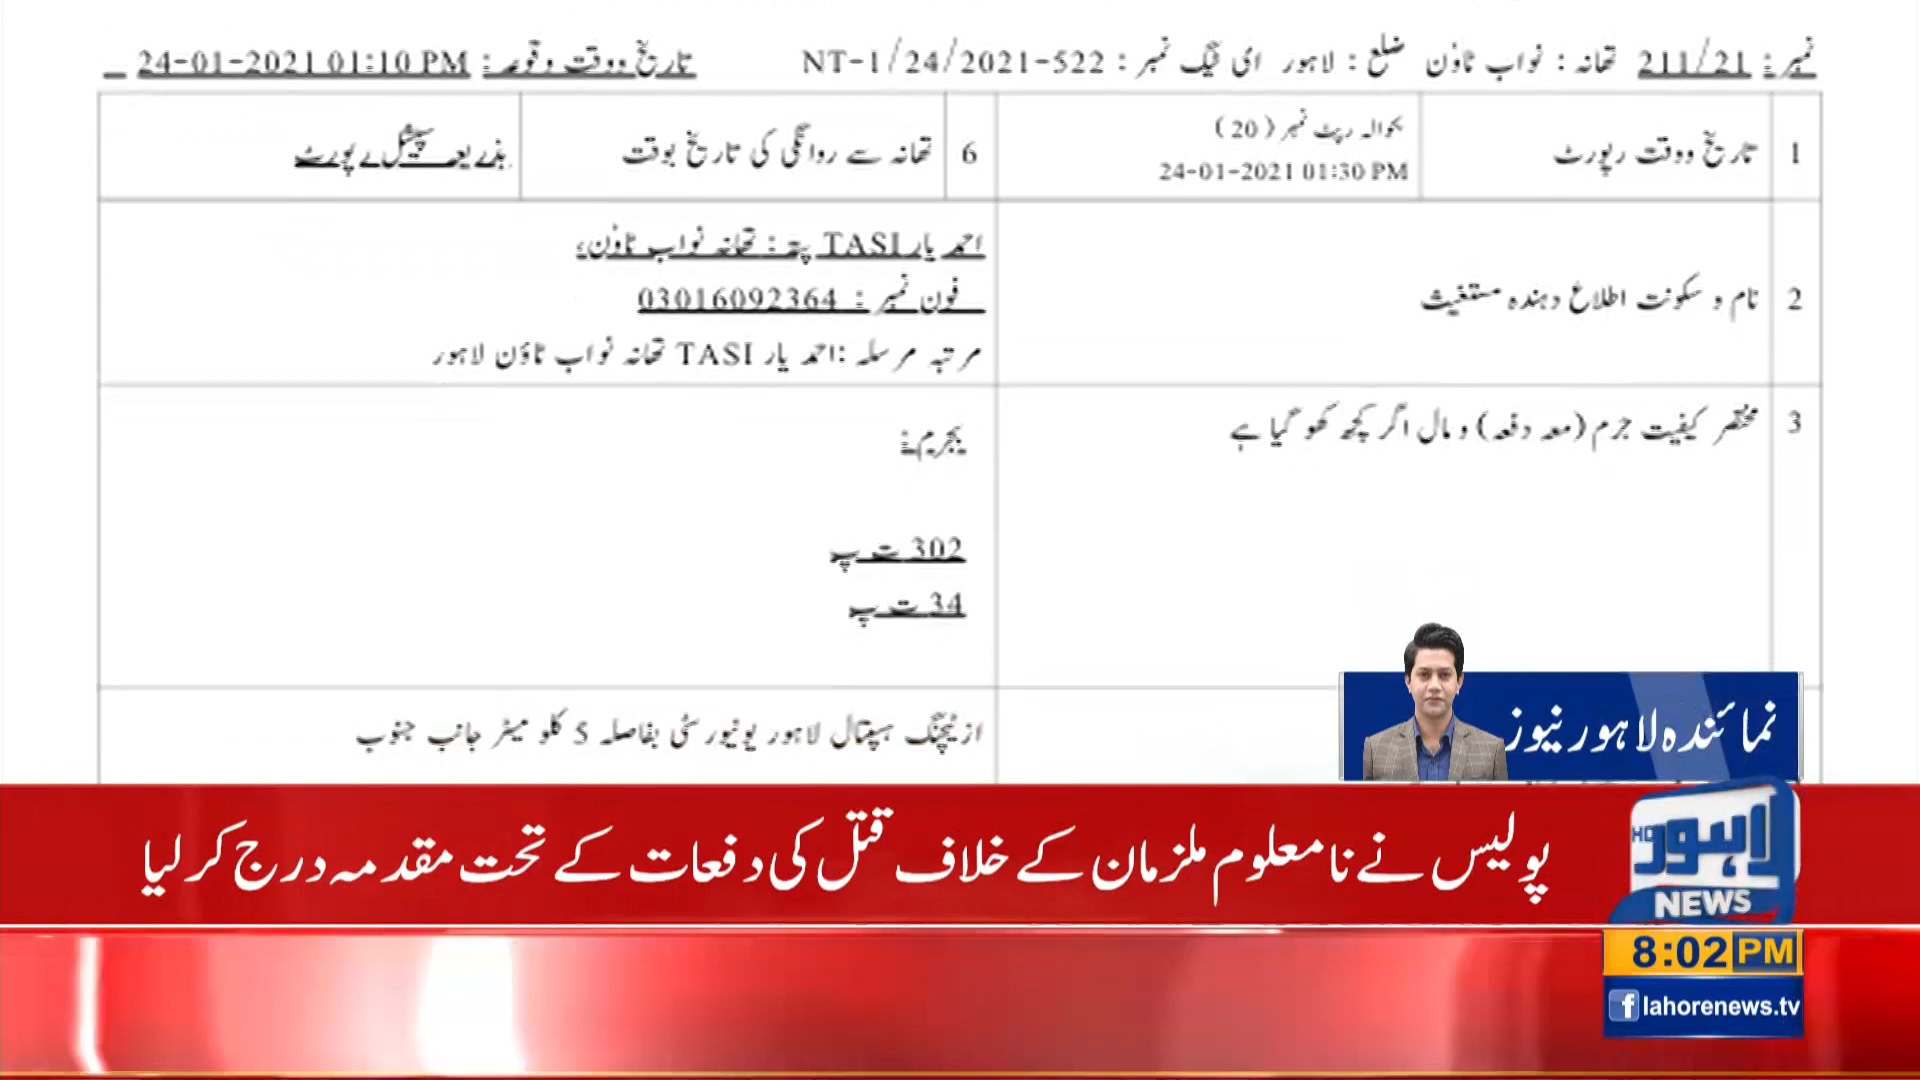 نمبر : 211/21 تھانہ : نواب ٹاؤن ضلع : لاہور ای ٹیگ نمبر : NT-1/24/2021-522 تاریخ ووقت وقوعہ : 24-01-2021 01:10 PM
1 تاریخ ووقت رپورٹ
بحوالہ رپٹ نمبر ( 20 )
24-01-2021 01:30 PM
6 تھانہ سے روانگی کی تاریخ بوقت
بذریعہ سپیشل رپورٹ
2 نام و سکونت اطلاع دہندہ مستغیث
احمد یار TASI پتہ : تھانہ نواب ٹاؤن،
فون نمبر : 03016092364
مرتبہ مرسلہ :احمد یار TASI تھانہ نواب ٹاؤن لاہور
3 مختصر کیفیت جرم (معہ دفعہ) و مال اگر کچھ کھو گیا ہے
بجرم:
302 ت پ
34 ت پ
از ٹیچنگ ہسپتال لاہور یونیورسٹی بفاصلہ 5 کلو میٹر جانب جنوب
نمائندہ لاہور نیوز
پولیس نے نامعلوم ملزمان کے خلاف قتل کی دفعات کے تحت مقدمہ درج کرلیا
لاہور
HD
NEWS
8:02 PM
lahorenews.tv